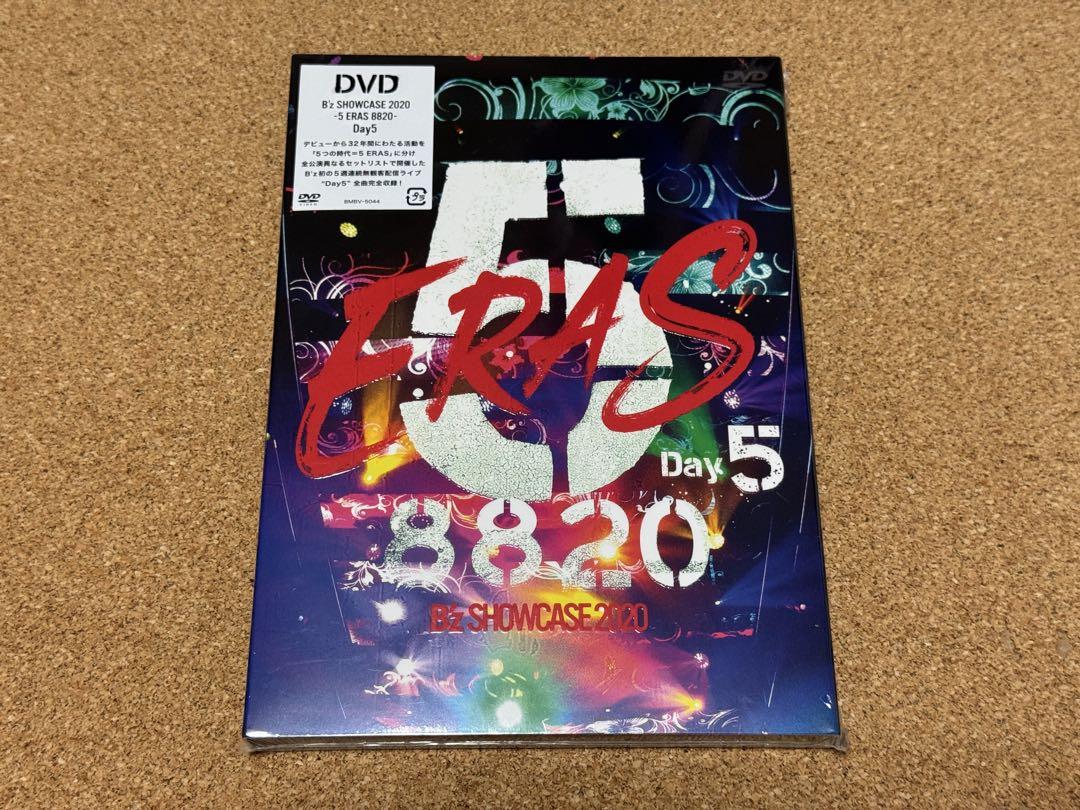 DVD
B'z SHOWCASE 2020
-5 ERAS 8820-
Day5
デビューから32年間にわたる活動を
「5つの時代=5 ERAS」に分け
全公演異なるセットリストで開催した
B'z初の5週連続無観客配信ライブ
"Day5" 全曲完全収録!
DVD
VIDEO
BMBV-5044
プラ
DVD
5
ERAS
Day 5
8820
B'z SHOWCASE 2020